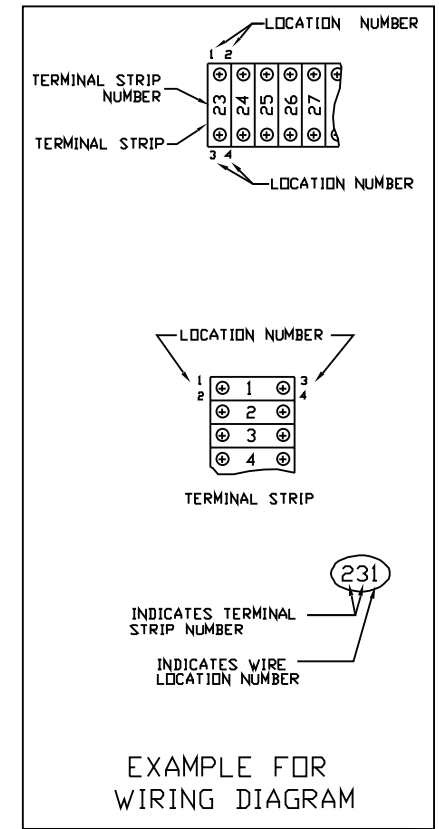 LOCATION NUMBER
1 2
TERMINAL STRIP
NUMBER
23 24 25 26 27
TERMINAL STRIP
3 4
LOCATION NUMBER
LOCATION NUMBER
1 3
2 4
1
2
3
4
TERMINAL STRIP
231
INDICATES TERMINAL
STRIP NUMBER
INDICATES WIRE
LOCATION NUMBER
EXAMPLE FOR
WIRING DIAGRAM